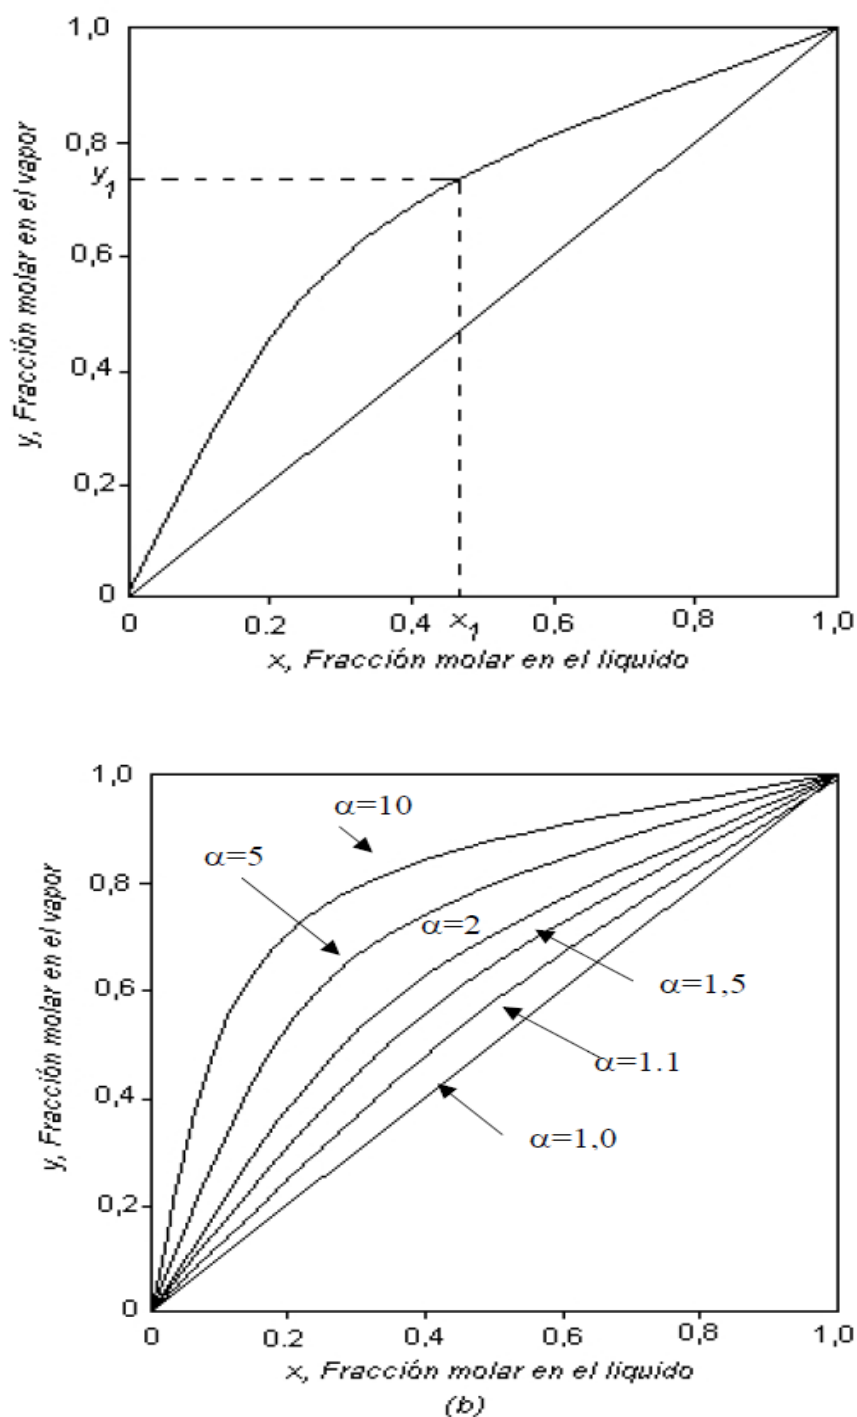 1,0
0,8
y1
0,6
0,4
0,2
0
y, Fracción molar en el vapor
0 0.2 0,4 x1 0,6 0,8 1,0
x, Fracción molar en el liquido
1,0
0,8
0,6
0,4
0,2
0
y, Fracción molar en el vapor
α=10
α=5
α=2
α=1,5
α=1.1
α=1,0
0 0.2 0,4 0,6 0,8 1,0
x, Fracción molar en el liquido
(b)